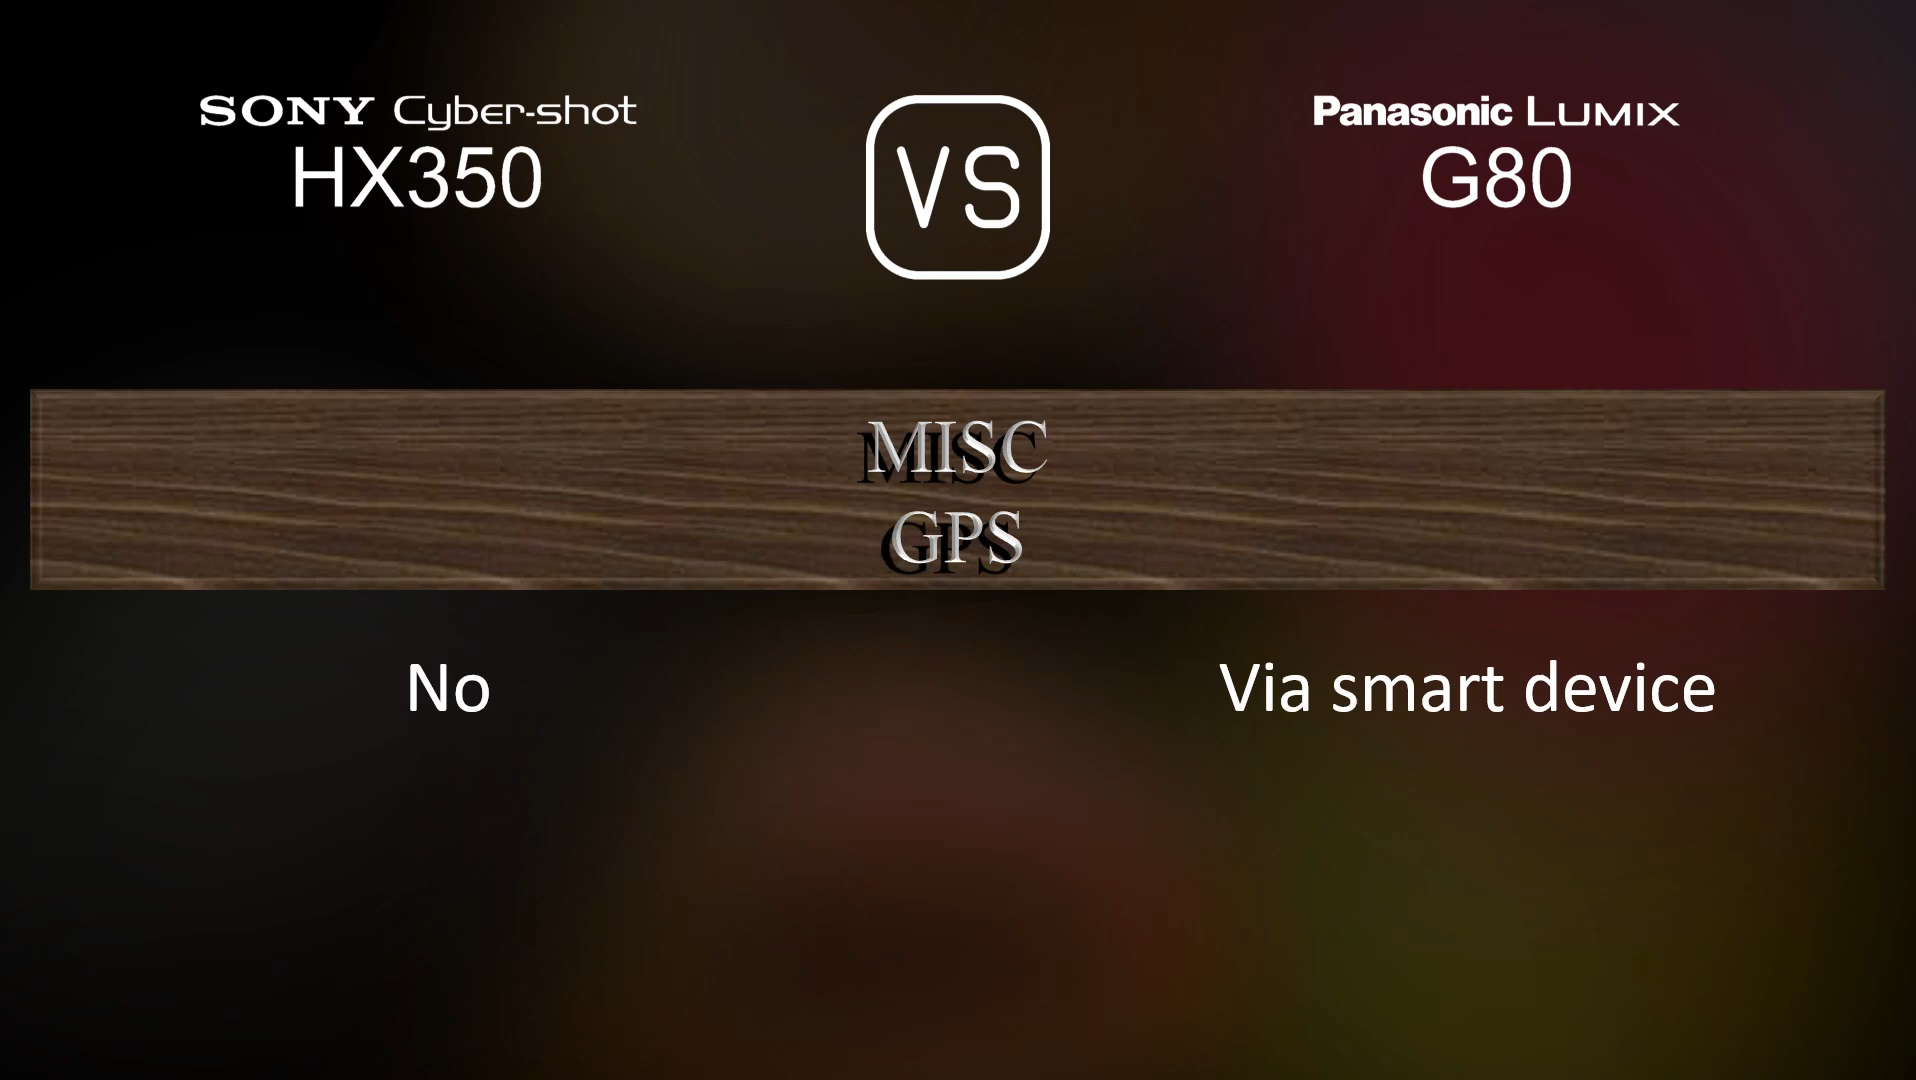 SONY Cyber-shot
HX350
VS
Panasonic LUMIX
G80
MISC
GPS
No
Via smart device